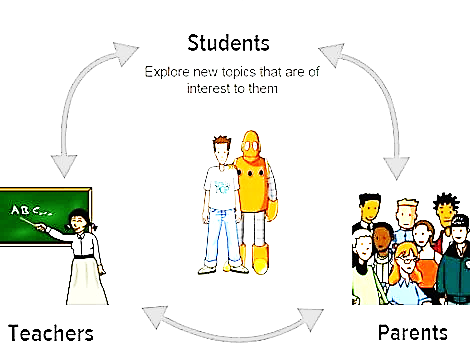 Students
Explore new topics that are of
interest to them
ABC
Teachers
Parents